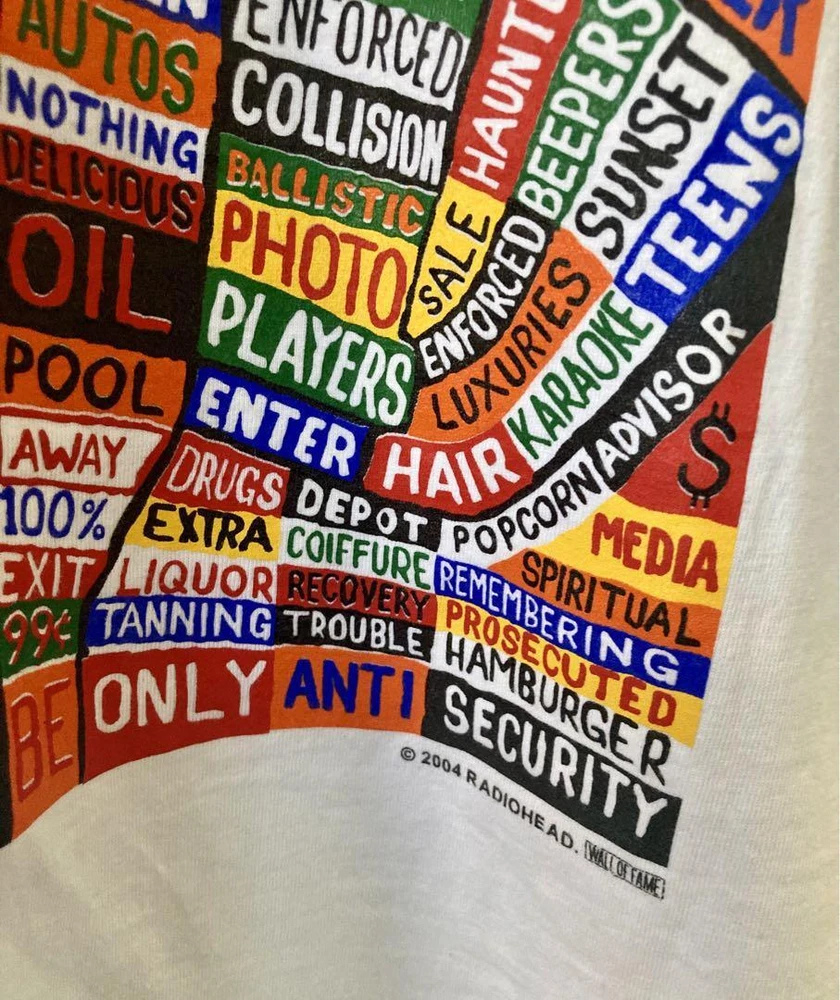 AUTOS
NOTHING
DELICIOUS
OIL
POOL
AWAY
100%
EXIT
99¢
BE
ENFORCED
COLLISION
BALLISTIC
PHOTO
PLAYERS
ENTER
DRUGS
EXTRA
LIQUOR
TANNING
ONLY
DEPOT
COIFFURE
RECOVERY
TROUBLE
ANTI
SALE
ENFORCED
BEEPERS
LUXURIES
SUNSET
HAIR
KARAOKE
TEENS
POPCORN
ADVISOR
$
MEDIA
SPIRITUAL
REMEMBERING
PROSECUTED
HAMBURGER
SECURITY
© 2004 RADIOHEAD.
WALL OF FAME